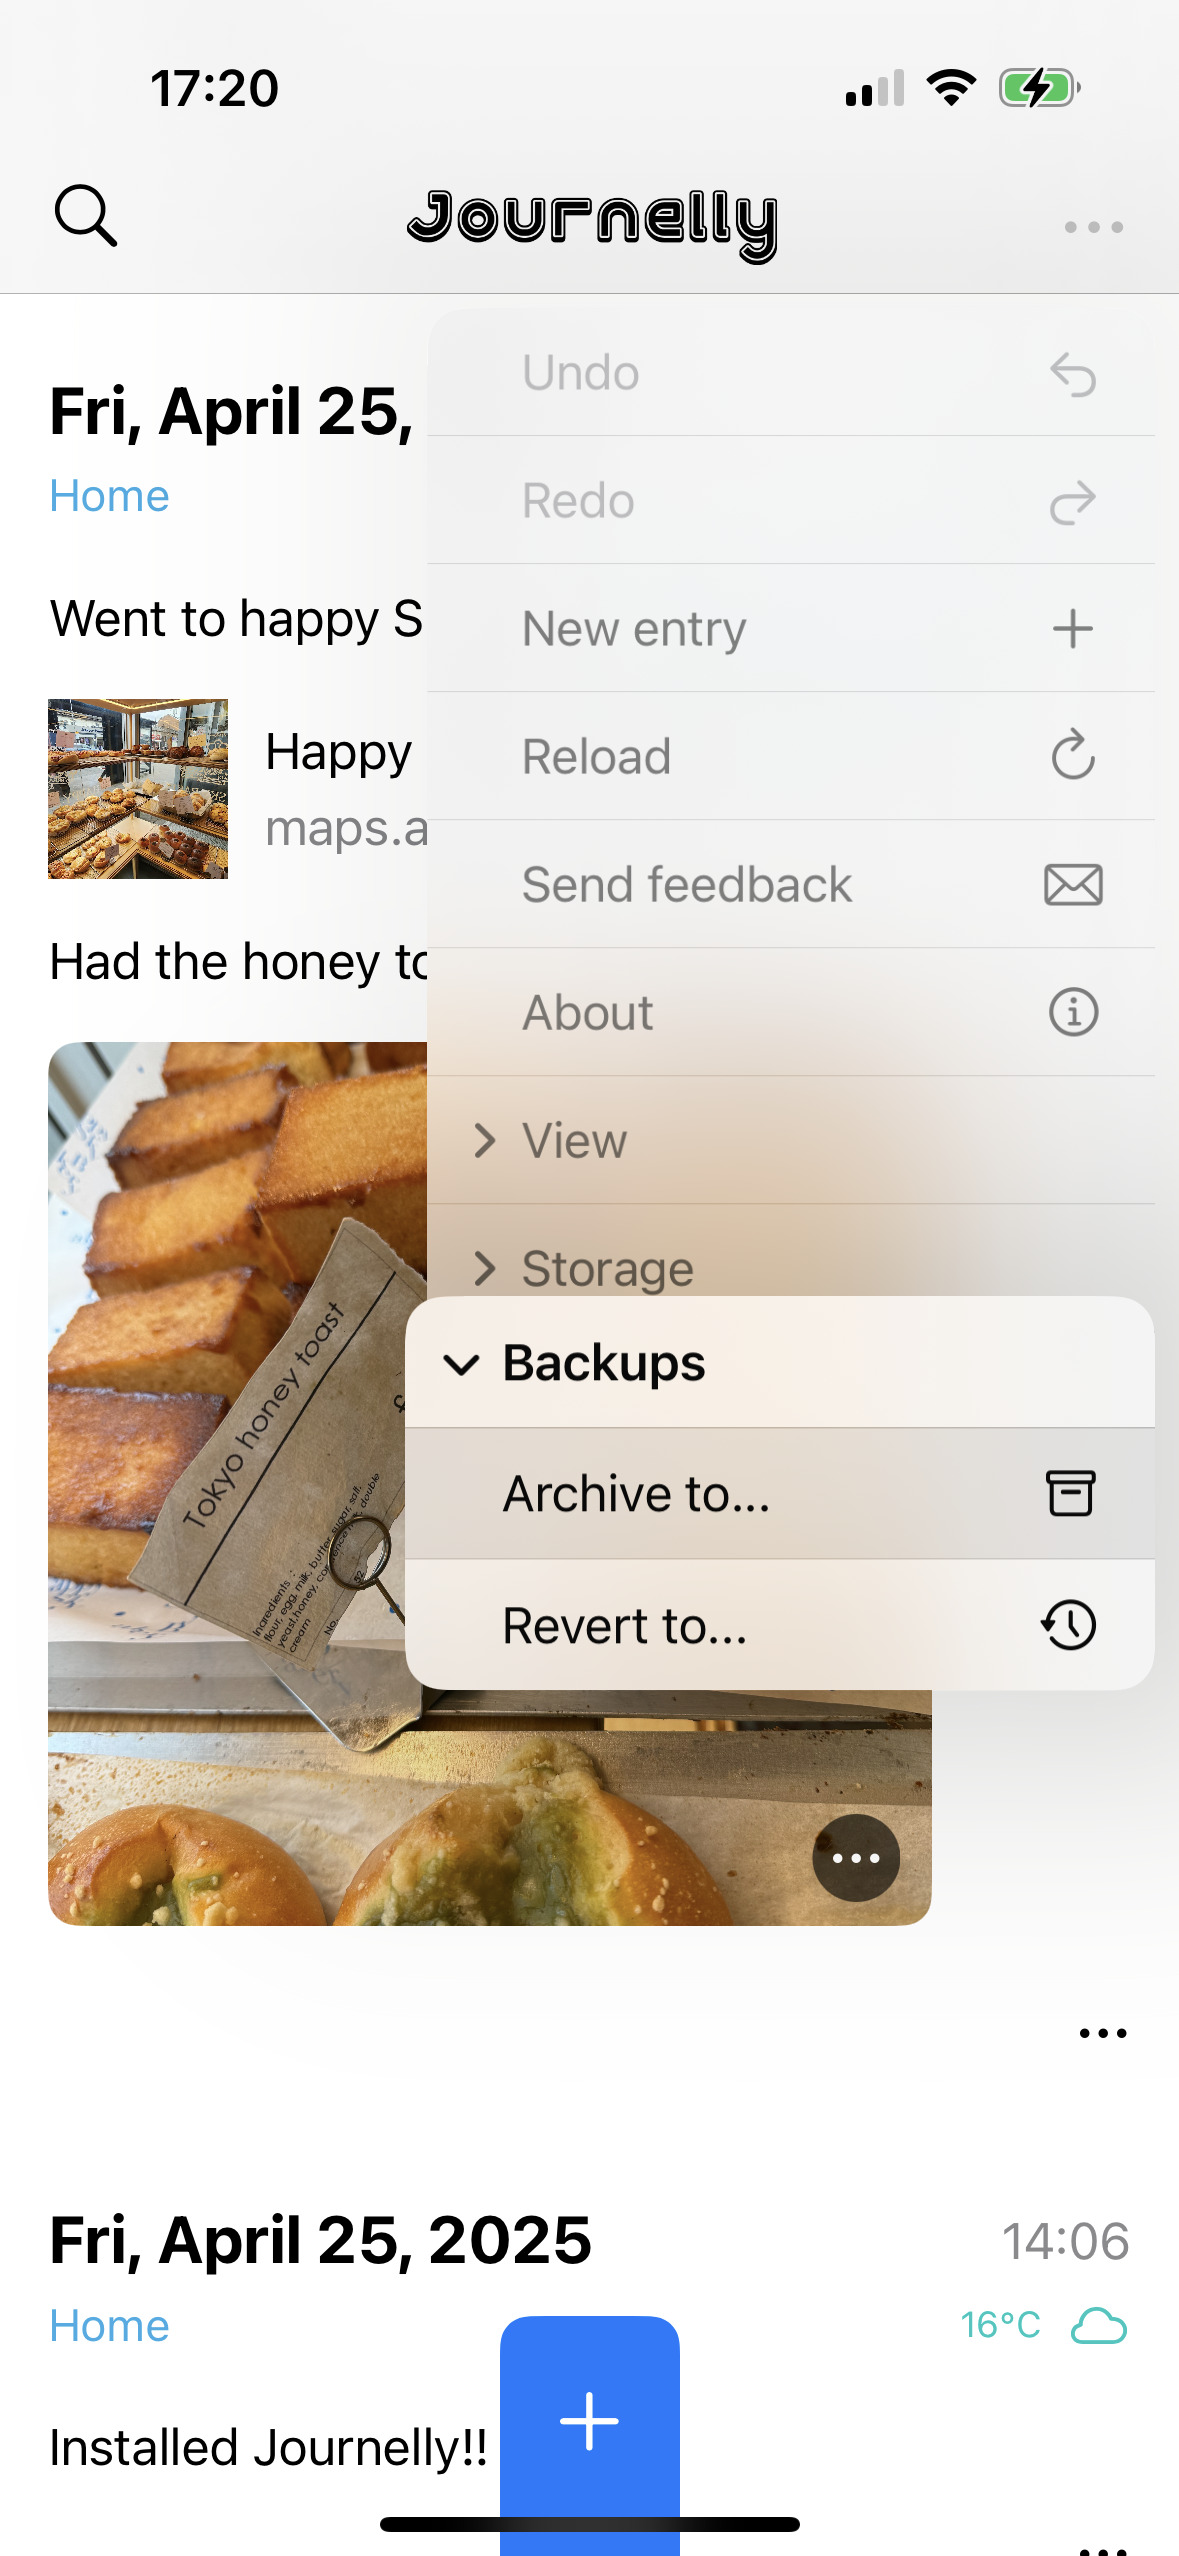 17:20
Journelly
Fri, April 25,
Home
Went to happy S
Happy
maps.a
Had the honey to
Undo
Redo
New entry
Reload
Send feedback
About
View
Storage
Backups
Archive to...
Revert to...
Tokyo honey toast
£
Ingredients :
flour, egg, milk, butter, sugar, salt,
yeast, honey,
double
cream
No.
Fri, April 25, 2025
14:06
Home
16°C
Installed Journelly!!